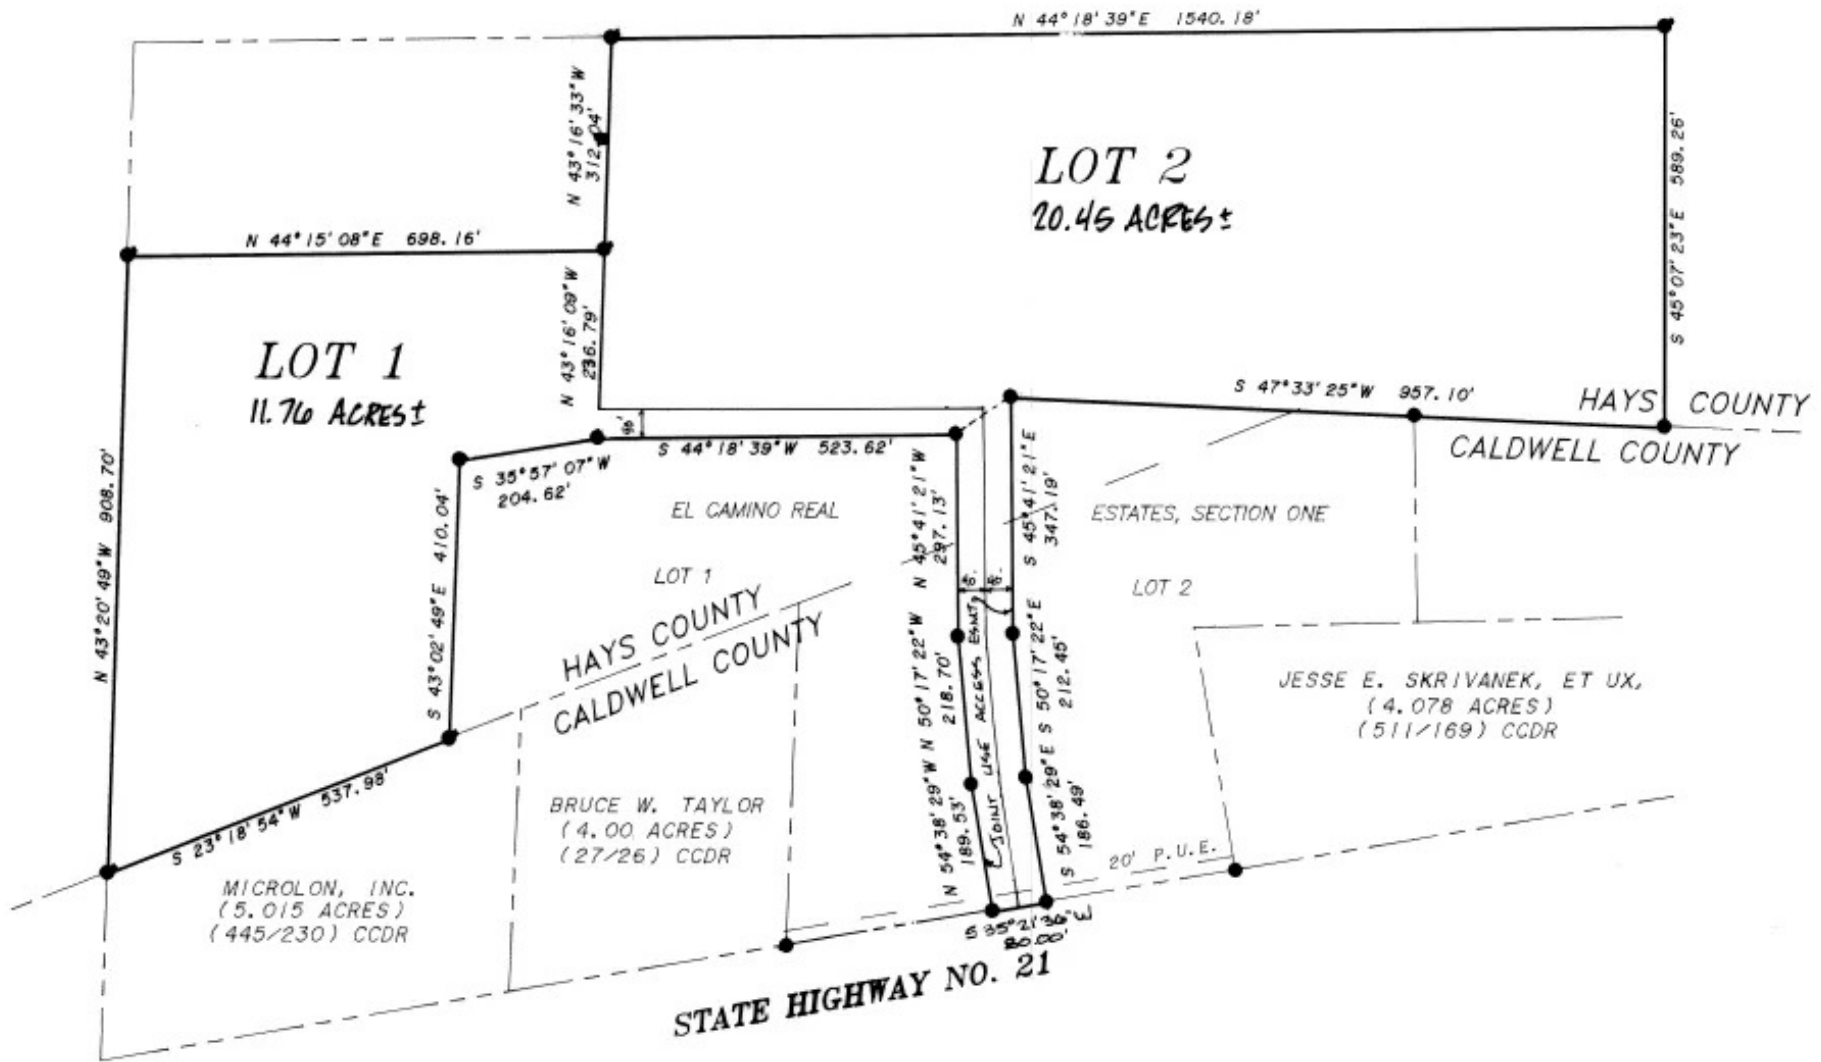 N 44°18'39"E 1540.18'
N 43°16'33"W
312.04'
LOT 2
20.45 ACRES±
S 45°07'23"E 589.26'
N 44°15'08"E 698.16'
N 43°16'09"W
236.79'
LOT 1
11.76 ACRES±
S 47°33'25"W 957.10'
HAYS COUNTY
CALDWELL COUNTY
S 44°18'39"W 523.62'
S 35°57'07"W
204.62'
N 43°20'49"W 908.70'
S 43°02'49"E 410.04'
EL CAMINO REAL
ESTATES, SECTION ONE
LOT 1
LOT 2
N 45°41'21"W
297.13'
S 45°41'21"E
347.19'
HAYS COUNTY
CALDWELL COUNTY
N 50°17'22"W
218.70'
S 50°17'22"E
212.45'
JOINT USE ACCESS ESMT
N 54°38'29"W
189.53'
S 54°38'29"E
186.49'
S 23°18'54"W 537.98'
JESSE E. SKRIVANEK, ET UX,
(4.078 ACRES)
(511/169) CCDR
BRUCE W. TAYLOR
(4.00 ACRES)
(27/26) CCDR
MICROLON, INC.
(5.015 ACRES)
(445/230) CCDR
20' P.U.E.
S 35°21'36"E
80.00'
STATE HIGHWAY NO. 21